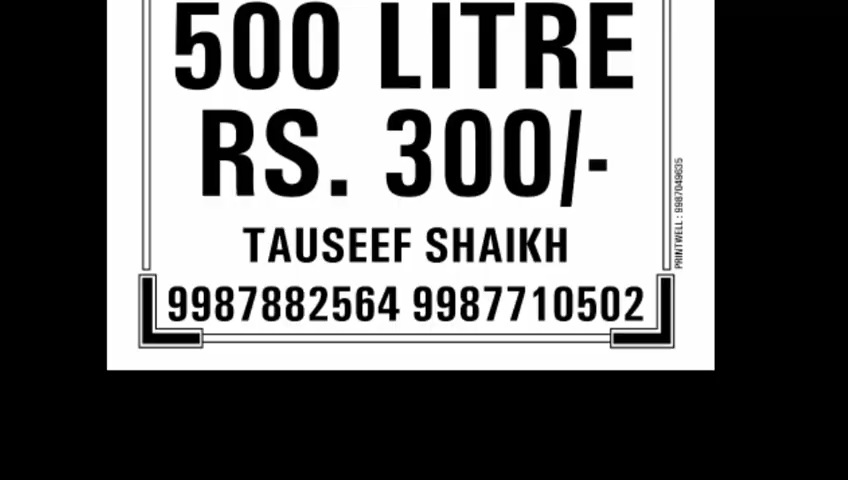 500 LITRE
RS. 300/-
TAUSEEF SHAIKH
9987882564 9987710502
PRINTWELL : 9987049635